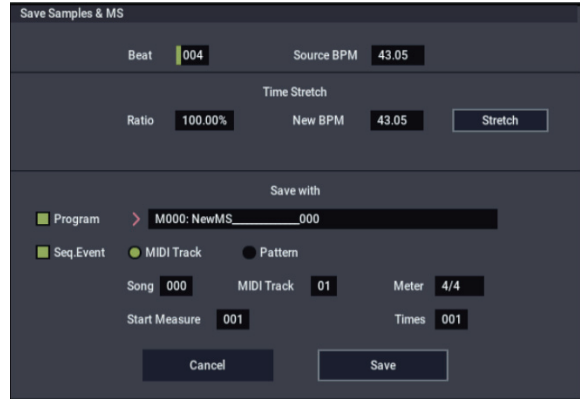 Save Samples & MS
Beat 004 Source BPM 43.05
Time Stretch
Ratio 100.00% New BPM 43.05 Stretch
Save with
Program > M000: NewMS____________000
Seq.Event MIDI Track Pattern
Song 000 MIDI Track 01 Meter 4/4
Start Measure 001 Times 001
Cancel Save